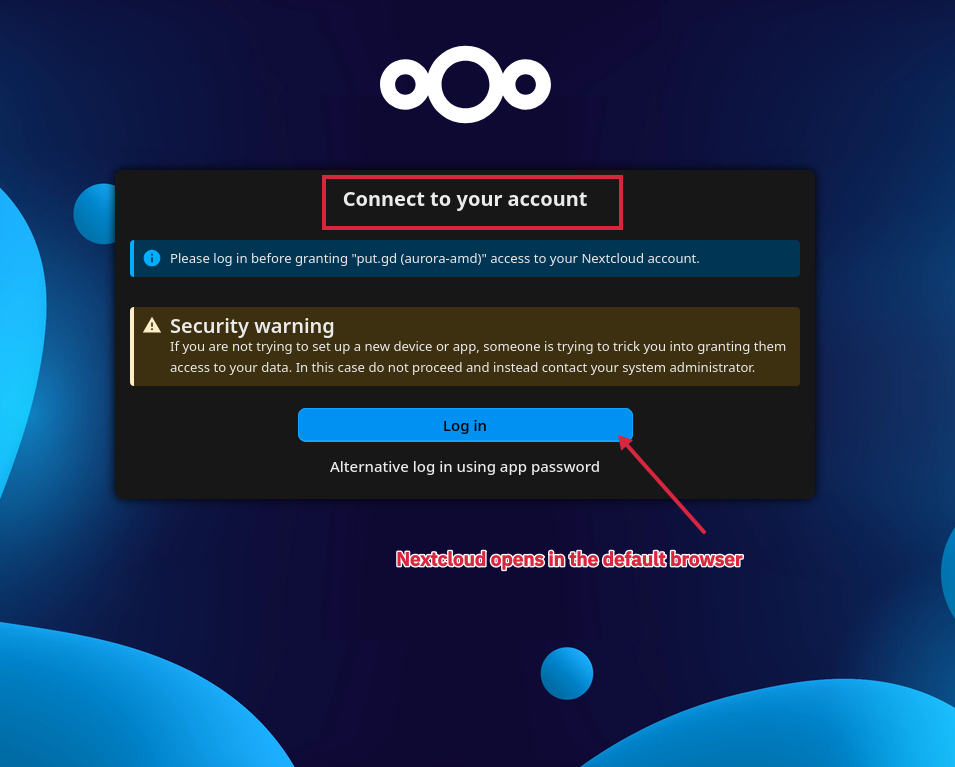 Connect to your account
Please log in before granting "put.gd (aurora-amd)" access to your Nextcloud account.
Security warning
If you are not trying to set up a new device or app, someone is trying to trick you into granting them
access to your data. In this case do not proceed and instead contact your system administrator.
Log in
Alternative log in using app password
Nextcloud opens in the default browser